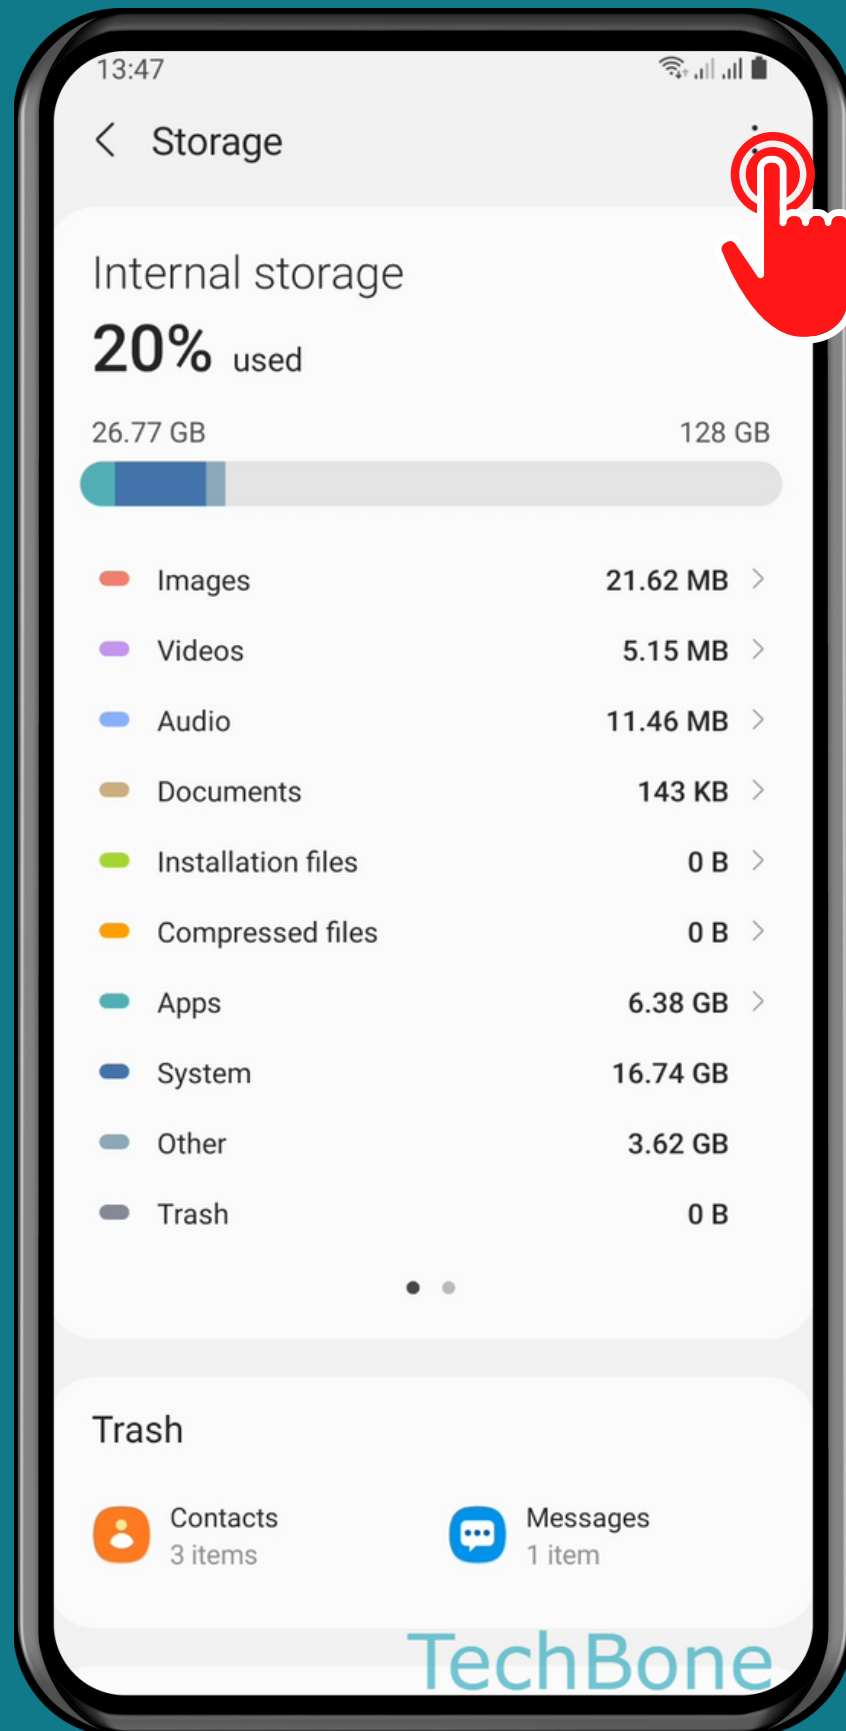 13:47
Storage
Internal storage
20% used
26.77 GB 128 GB
Images 21.62 MB
Videos 5.15 MB
Audio 11.46 MB
Documents 143 KB
Installation files 0 B
Compressed files 0 B
Apps 6.38 GB
System 16.74 GB
Other 3.62 GB
Trash 0 B
Trash
Contacts Messages
3 items 1 item
TechBone